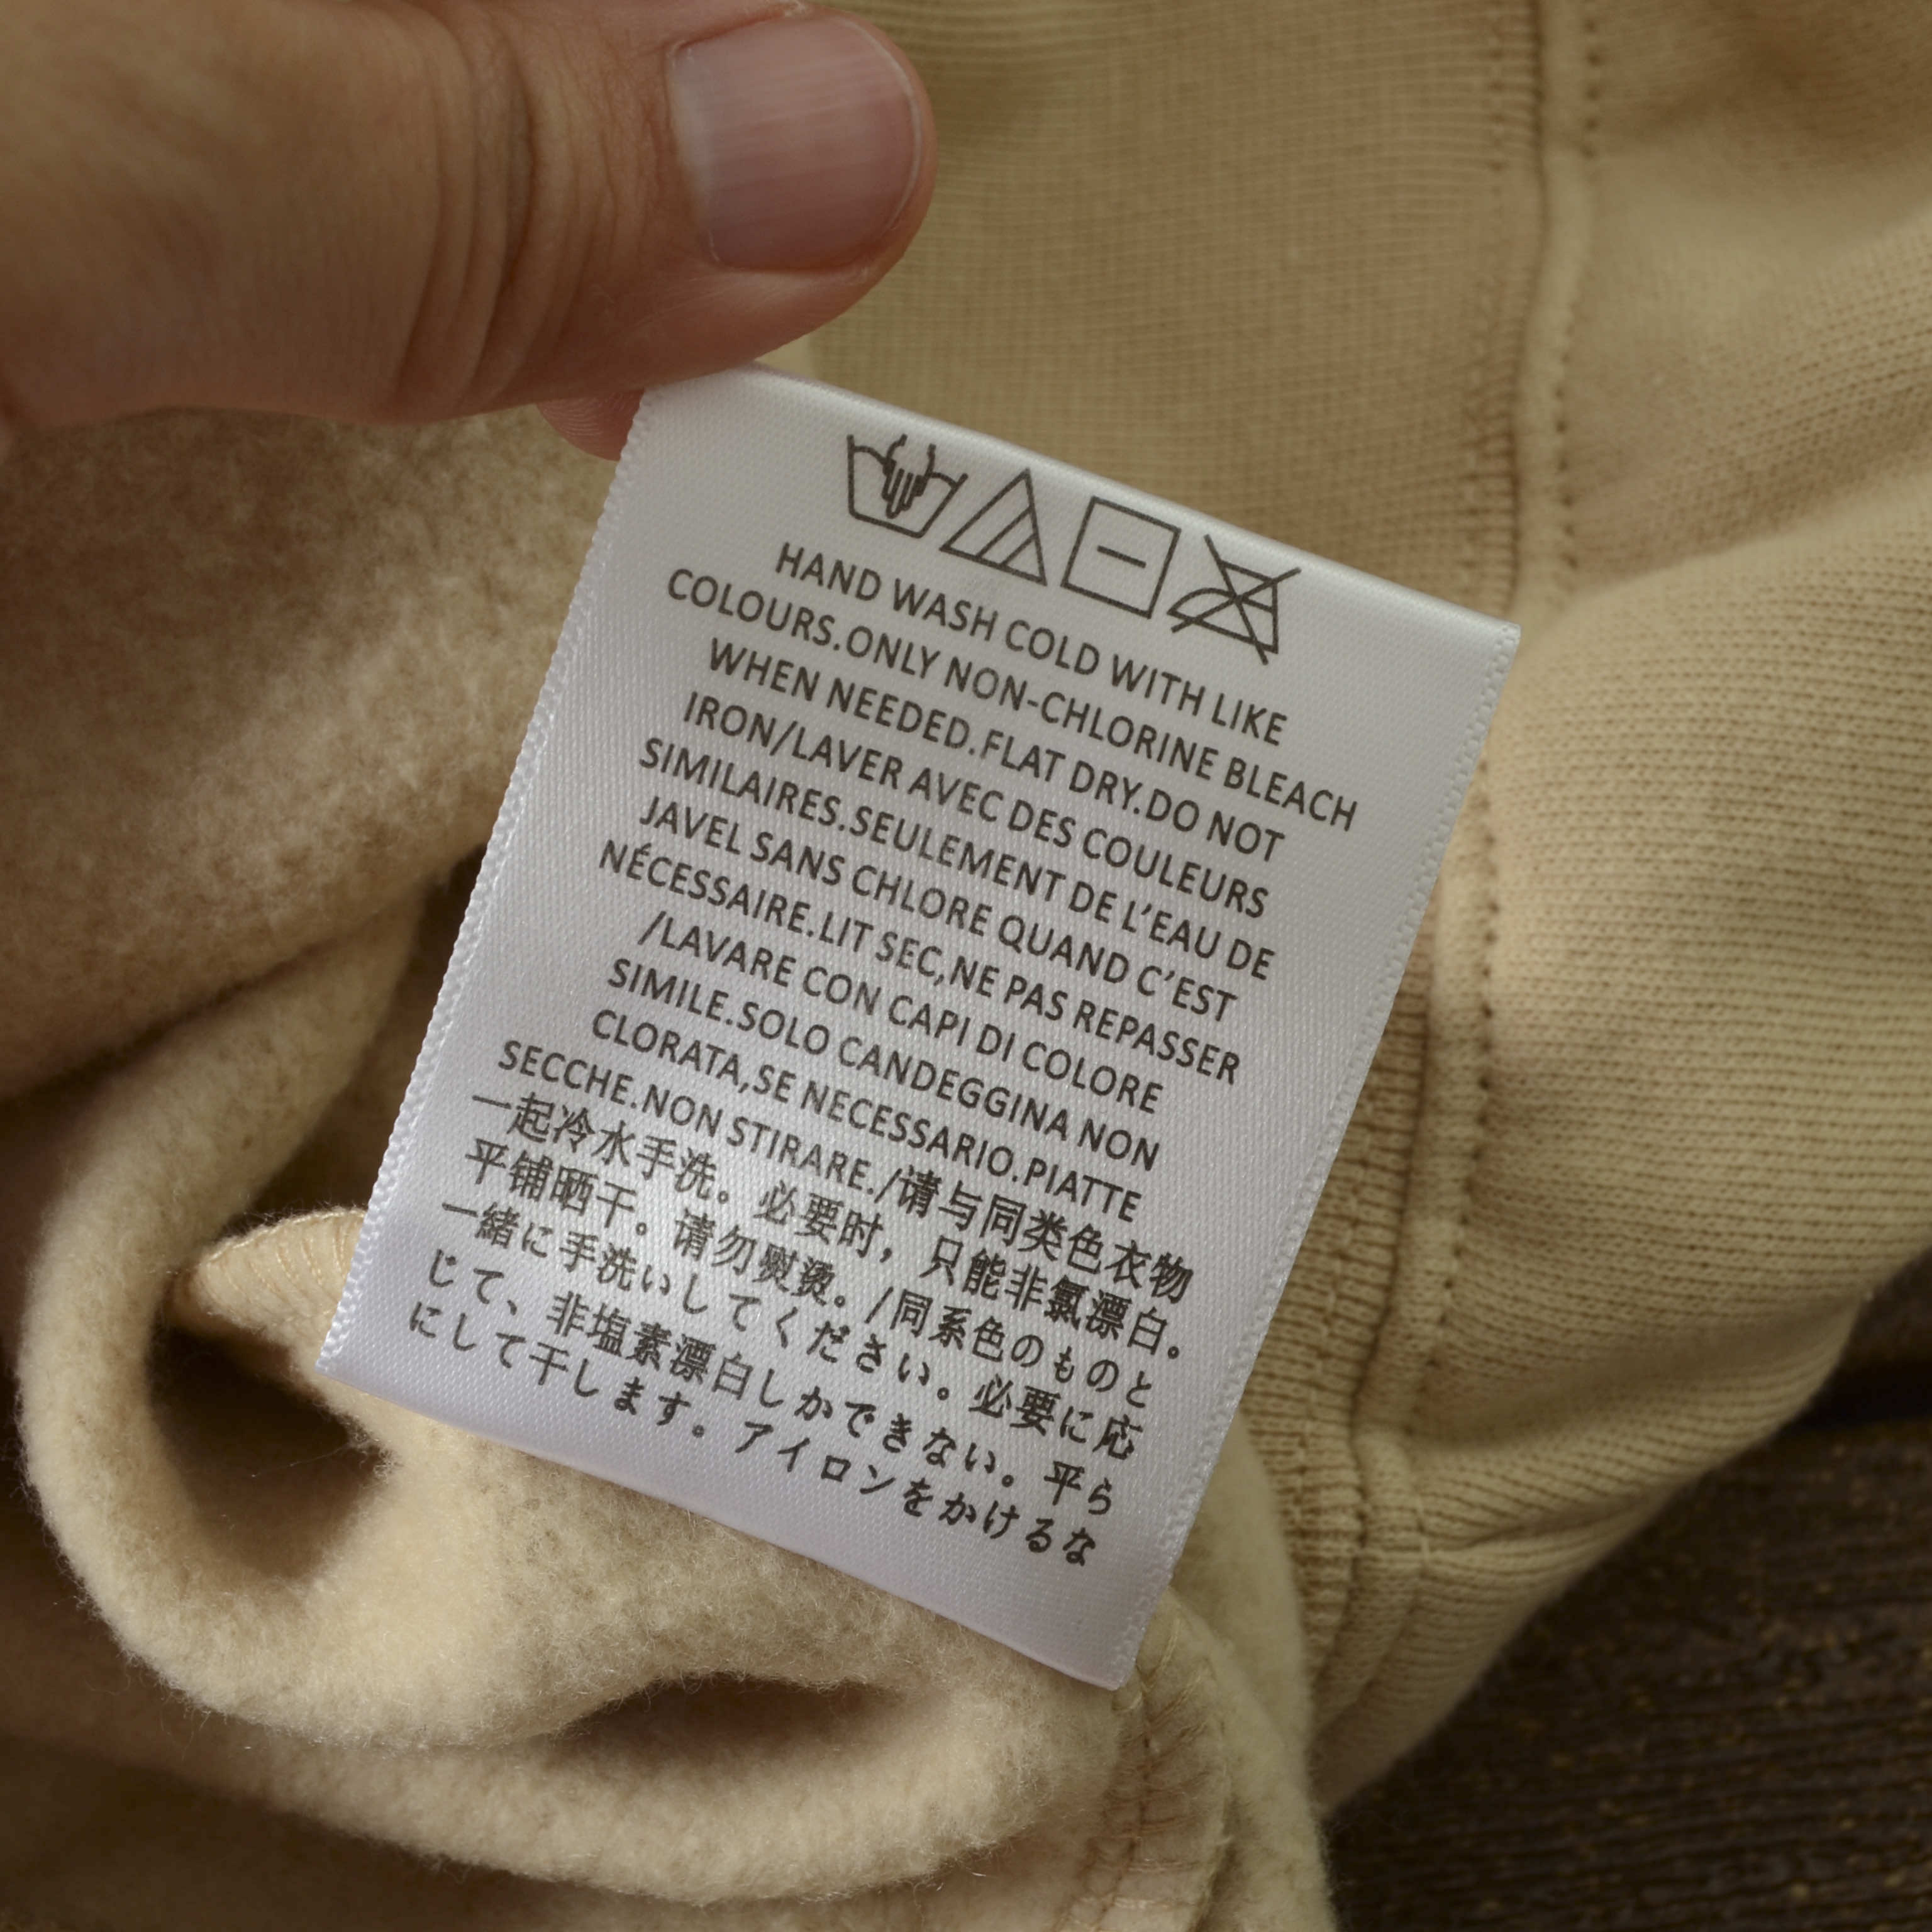 HAND WASH COLD WITH LIKE
COLOURS.ONLY NON-CHLORINE BLEACH
WHEN NEEDED.FLAT DRY.DO NOT
IRON/LAVER AVEC DES COULEURS
SIMILAIRES.SEULEMENT DE L'EAU DE
JAVEL SANS CHLORE QUAND C'EST
NÉCESSAIRE.LIT SEC,NE PAS REPASSER
/LAVARE CON CAPI DI COLORE
SIMILE.SOLO CANDEGGINA NON
CLORATA,SE NECESSARIO.PIATTE
SECCHE.NON STIRARE./请与同类色衣物
一起冷水手洗。必要时，只能非氯漂白。
平铺晒干。请勿熨烫。/同系色のものと
一緒に手洗いしてください。必要に応
じて、非塩素漂白しかできない。平ら
にして干します。アイロンをかけるな